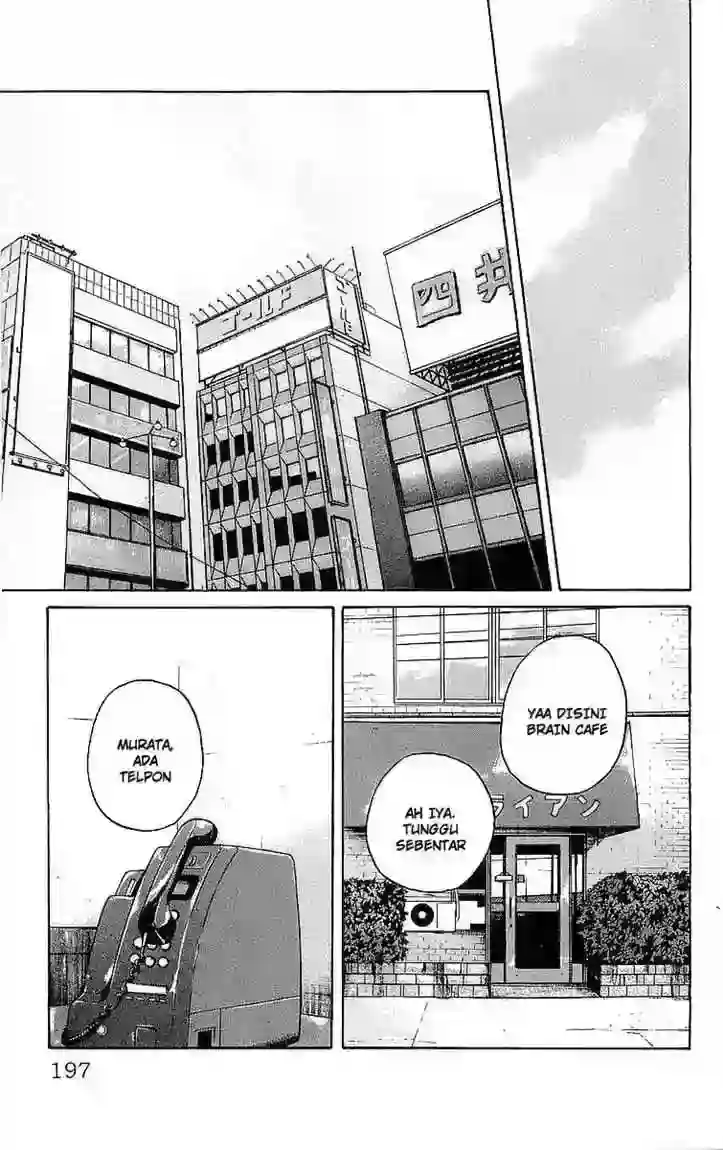 ゴールド
ゴールド
四井
YAA DISINI
BRAIN CAFE
AH IYA.
TUNGGU
SEBENTAR
ライアン
MURATA,
ADA
TELPON
197